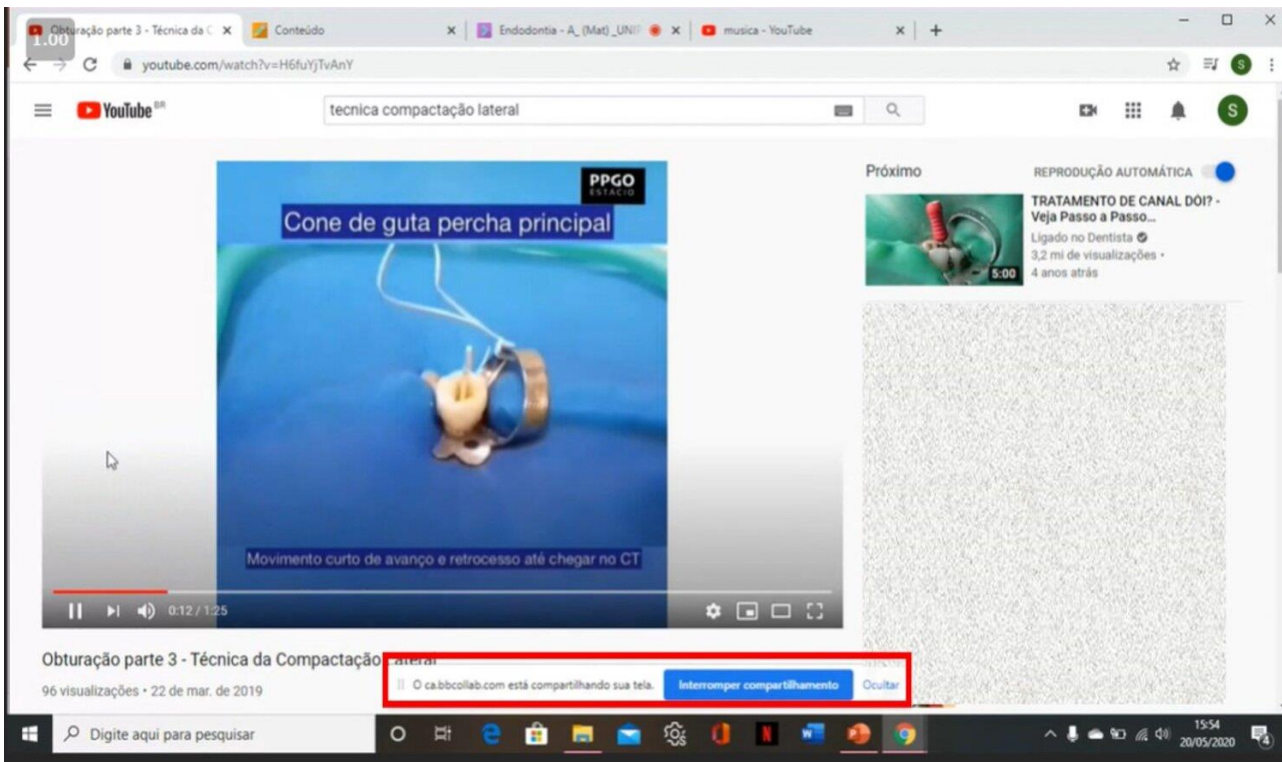 Obturação parte 3 - Técnica da C
Conteúdo
Endodontia - A_ (Mat) _UNI
musica - YouTube
1.00
youtube.com/watch?v=H6fuYjTvAnY
S
YouTube BR
tecnica compactação lateral
S
PPGO
ESTÁCIO
Cone de guta percha principal
Movimento curto de avanço e retrocesso até chegar no CT
0:12 / 1:25
Próximo
REPRODUÇÃO AUTOMÁTICA
TRATAMENTO DE CANAL DÓI? -
Veja Passo a Passo...
Ligado no Dentista
3,2 mi de visualizações •
4 anos atrás
5:00
Obturação parte 3 - Técnica da Compactação Lateral
96 visualizações • 22 de mar. de 2019
O ca.bbcollab.com está compartilhando sua tela.
Interromper compartilhamento
Ocultar
Digite aqui para pesquisar
15:54
20/05/2020
4